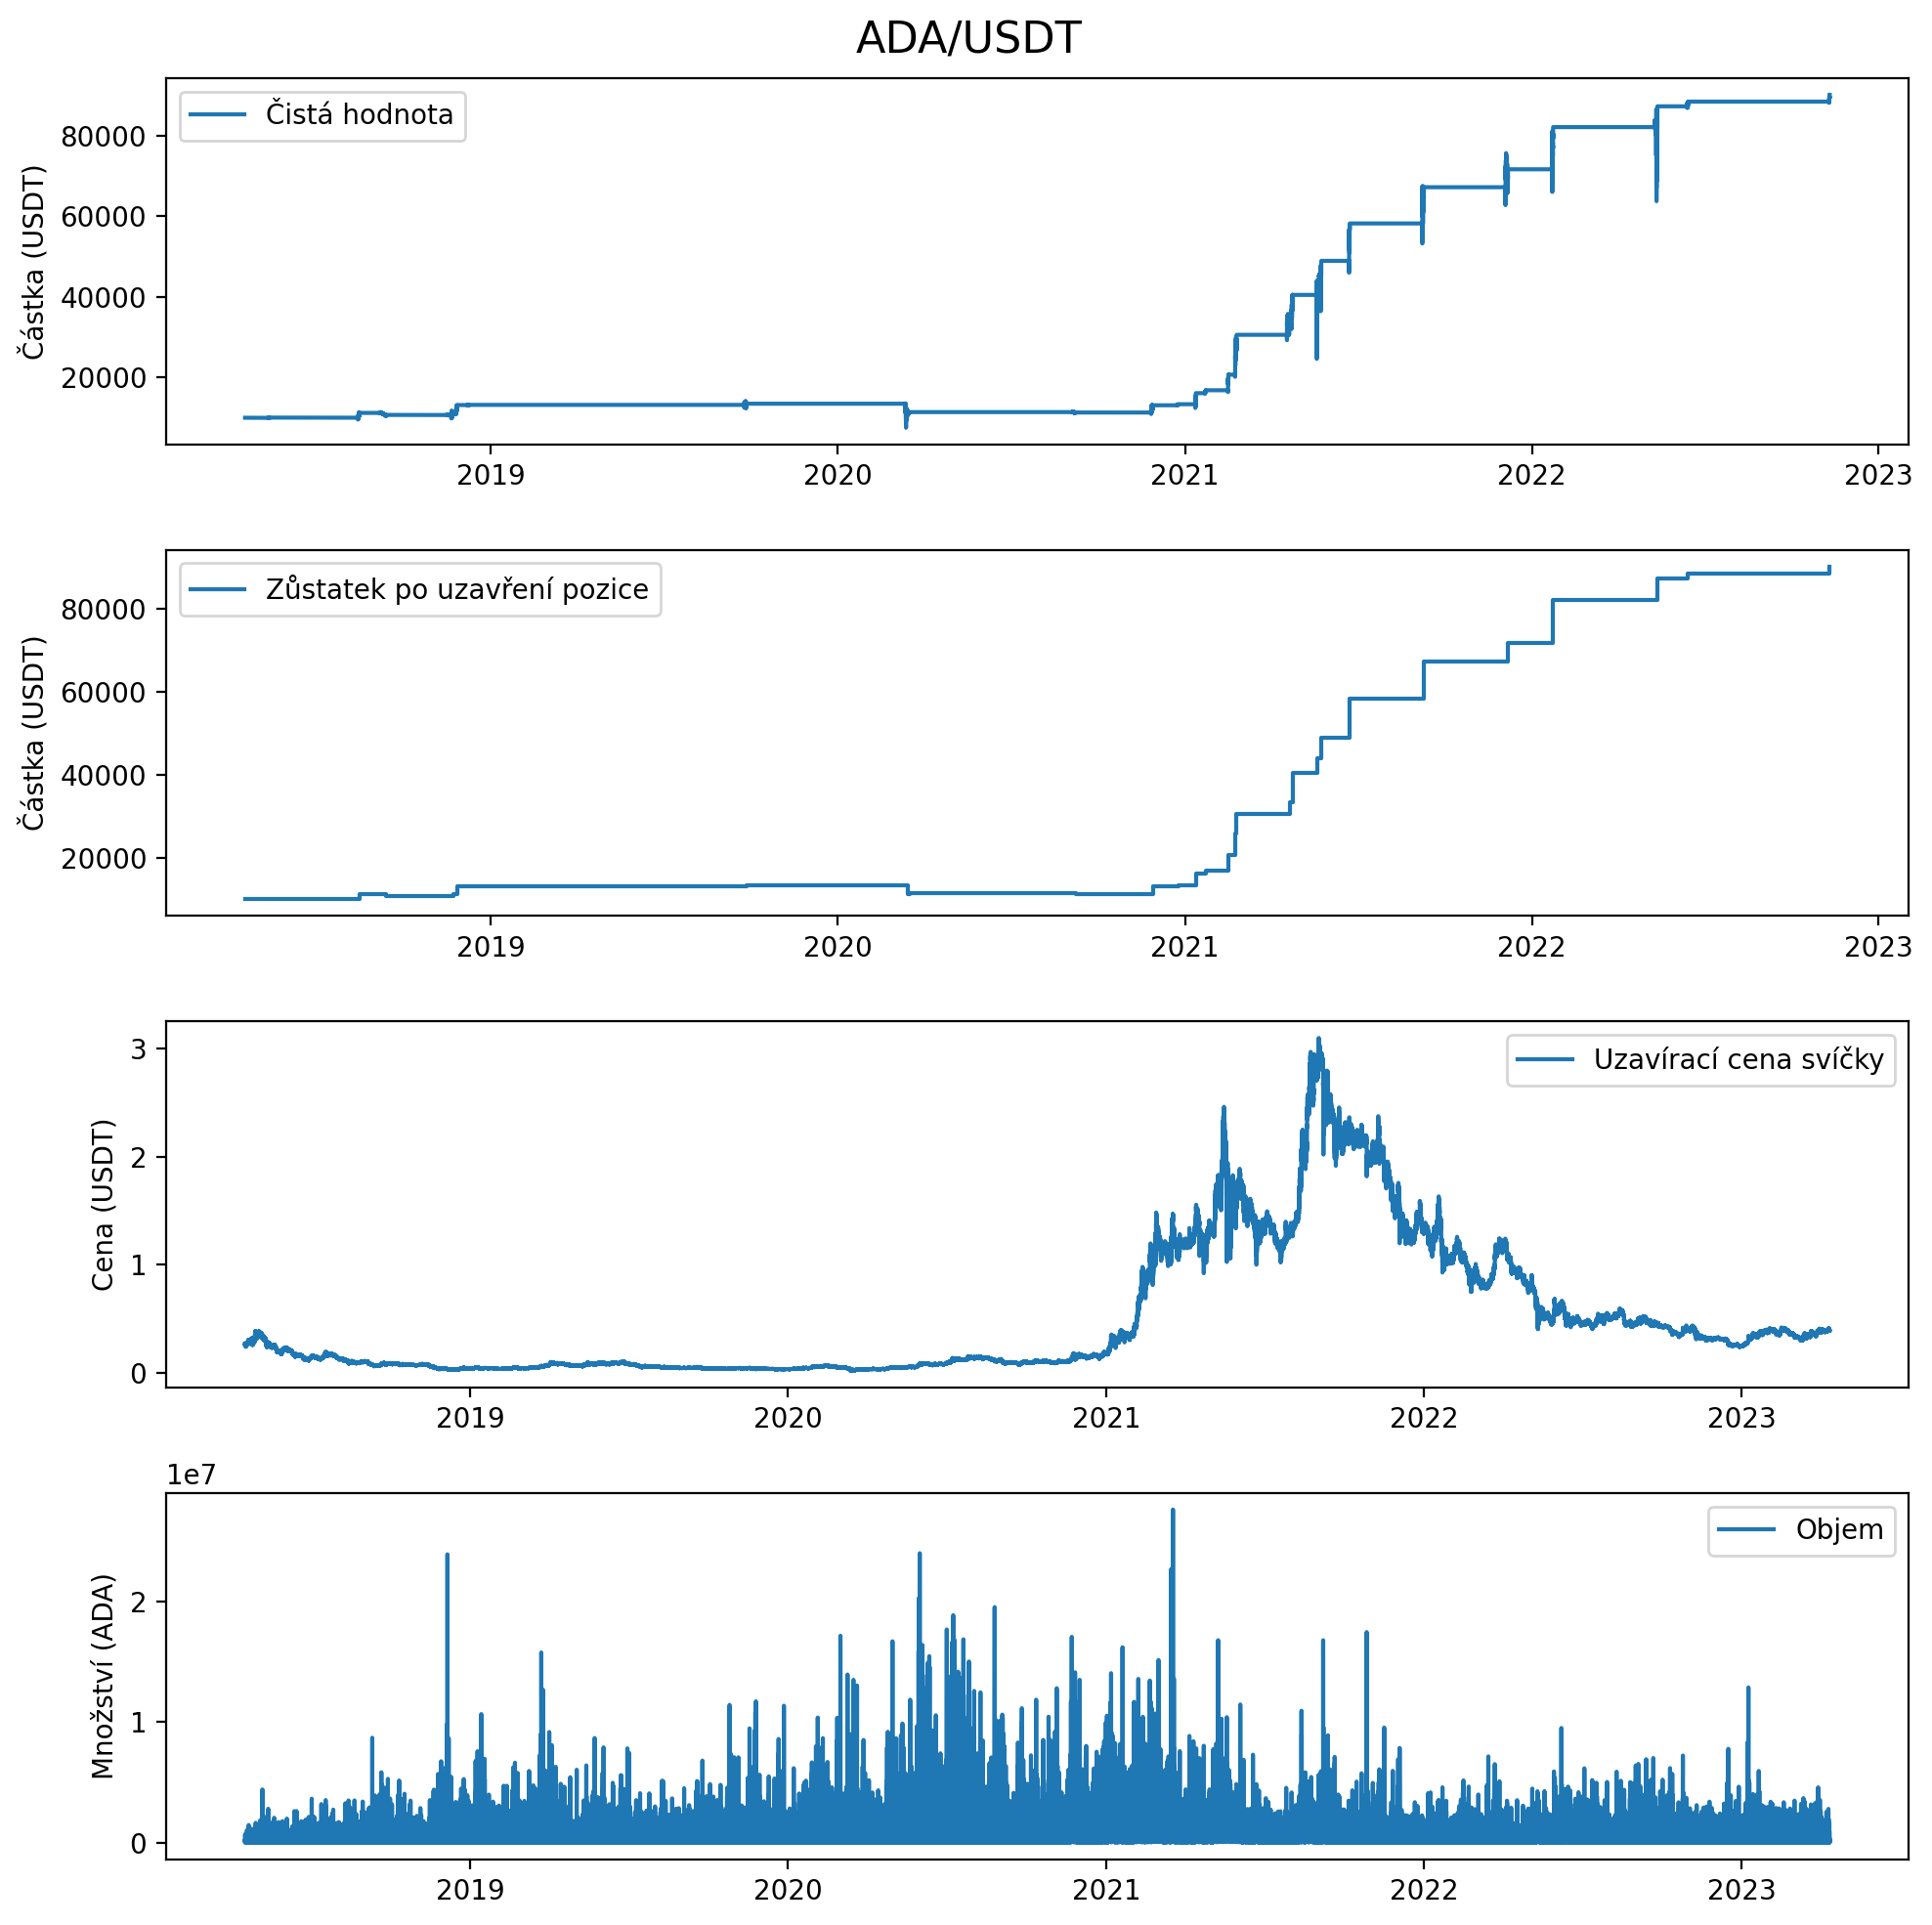 ADA/USDT
Čistá hodnota
Částka (USDT)
80000
60000
40000
20000
2019 2020 2021 2022 2023
Zůstatek po uzavření pozice
Částka (USDT)
80000
60000
40000
20000
2019 2020 2021 2022 2023
Uzavírací cena svíčky
Cena (USDT)
3
2
1
0
2019 2020 2021 2022 2023
1e7
Objem
Množství (ADA)
2
1
0
2019 2020 2021 2022 2023